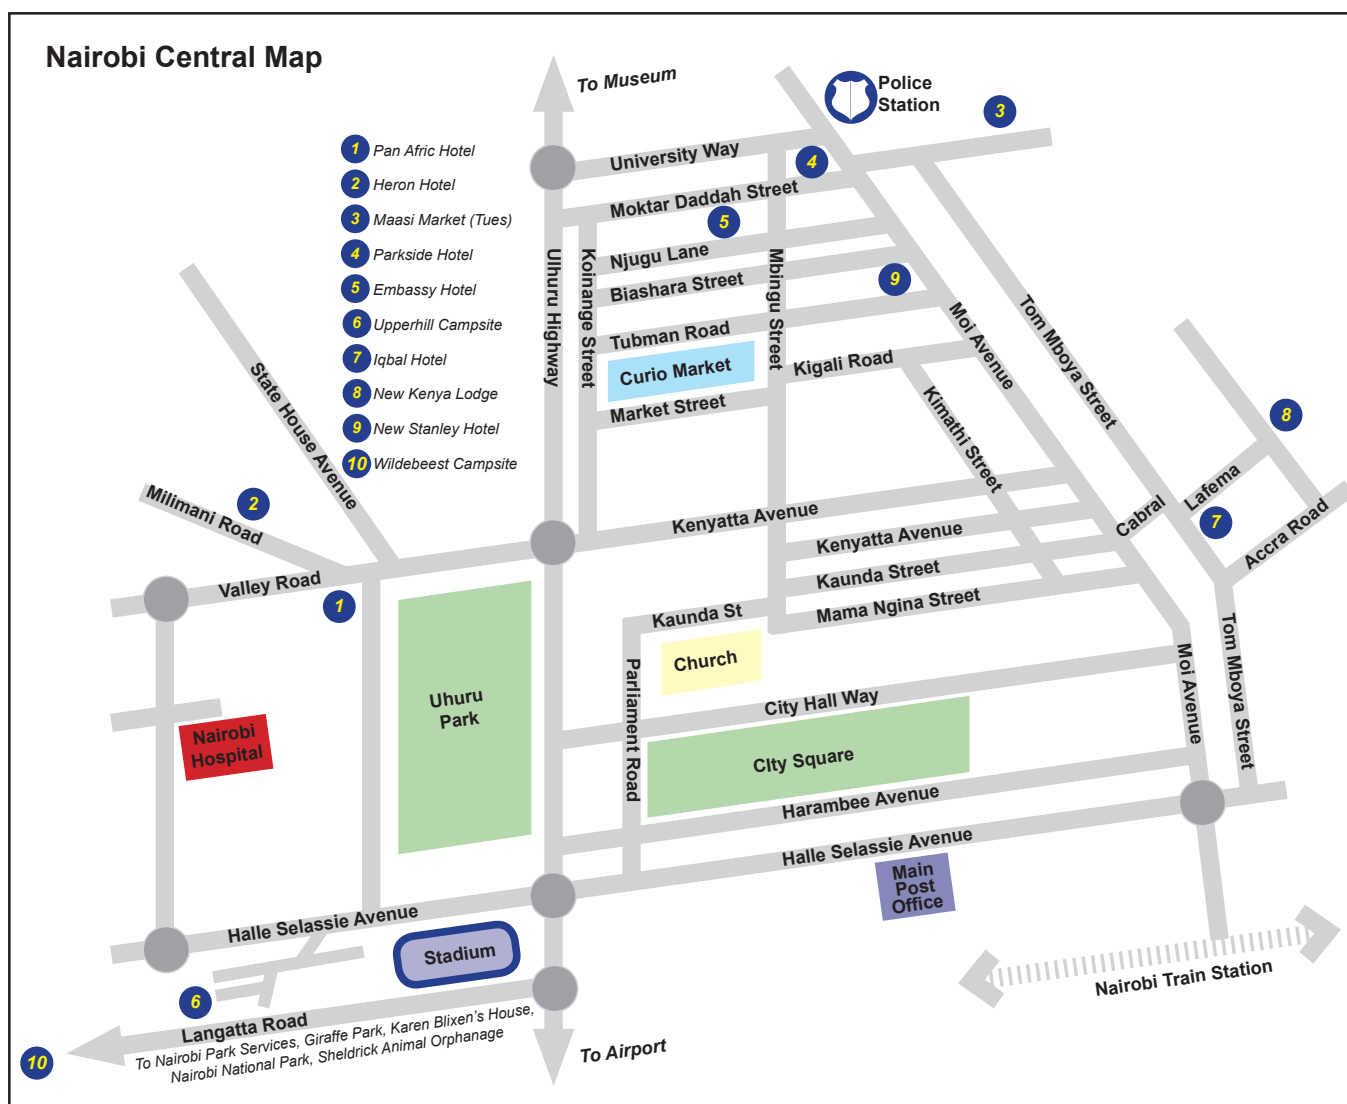 Nairobi Central Map
To Museum
Police
Station
3
1 Pan Afric Hotel
2 Heron Hotel
3 Maasi Market (Tues)
4 Parkside Hotel
5 Embassy Hotel
6 Upperhill Campsite
7 Iqbal Hotel
8 New Kenya Lodge
9 New Stanley Hotel
10 Wildebeest Campsite
University Way
4
Moktar Daddah Street
5
Njugu Lane
Biashara Street
9
Tubman Road
Ulhuru Highway
Koinange Street
Mbingu Street
Moi Avenue
Tom Mboya Street
Curio Market
Kigali Road
Market Street
Kimathi Street
State House Avenue
8
Milimani Road
2
Lafema
Cabral
7
Accra Road
Kenyatta Avenue
Kenyatta Avenue
Kaunda Street
Valley Road
1
Kaunda St
Mama Ngina Street
Church
Parliament Road
Moi Avenue
Tom Mboya Street
Uhuru
Park
City Hall Way
Nairobi
Hospital
CIty Square
Harambee Avenue
Halle Selassie Avenue
Main
Post
Office
Halle Selassie Avenue
Stadium
Nairobi Train Station
6
Langatta Road
10
To Nairobi Park Services, Giraffe Park, Karen Blixen's House,
Nairobi National Park, Sheldrick Animal Orphanage
To Airport